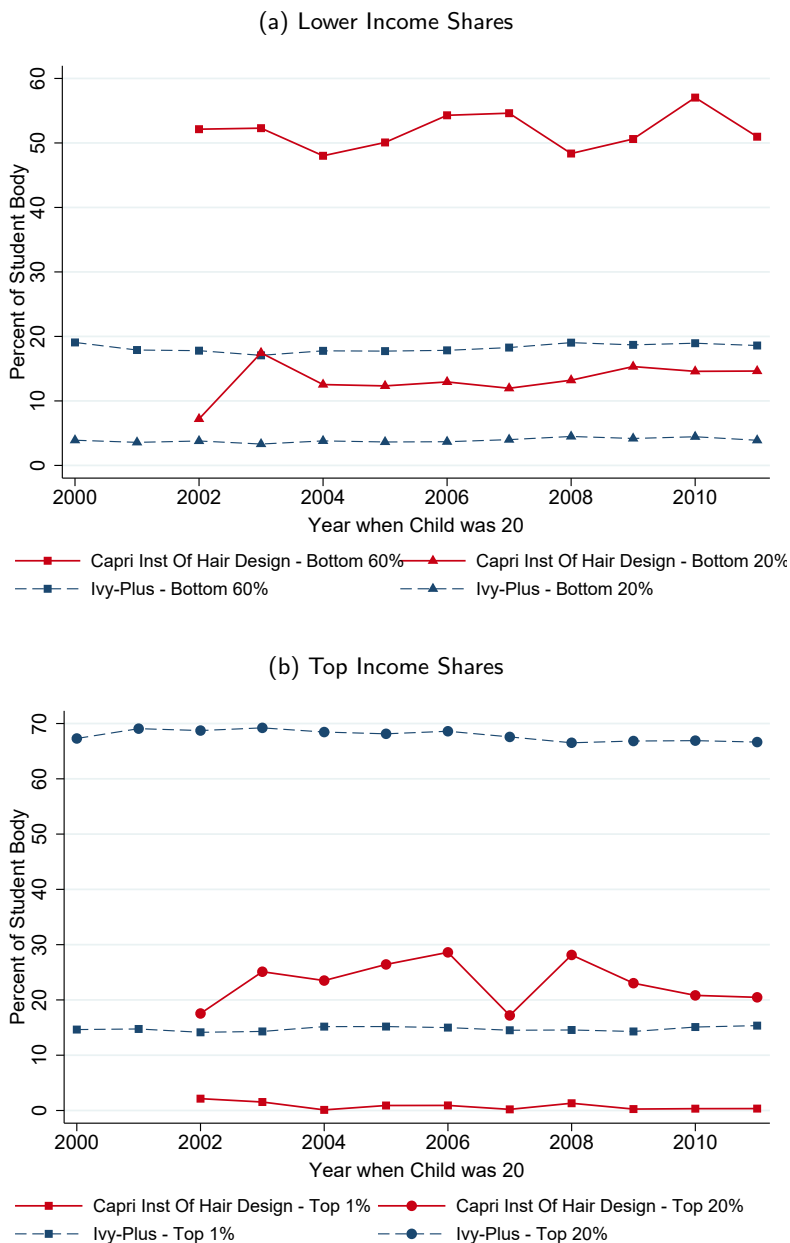 (a) Lower Income Shares
Percent of Student Body
60
50
40
30
20
10
0
2000 2002 2004 2006 2008 2010
Year when Child was 20
Capri Inst Of Hair Design - Bottom 60% Capri Inst Of Hair Design - Bottom 20%
Ivy-Plus - Bottom 60% Ivy-Plus - Bottom 20%
(b) Top Income Shares
Percent of Student Body
70
60
50
40
30
20
10
0
2000 2002 2004 2006 2008 2010
Year when Child was 20
Capri Inst Of Hair Design - Top 1% Capri Inst Of Hair Design - Top 20%
Ivy-Plus - Top 1% Ivy-Plus - Top 20%